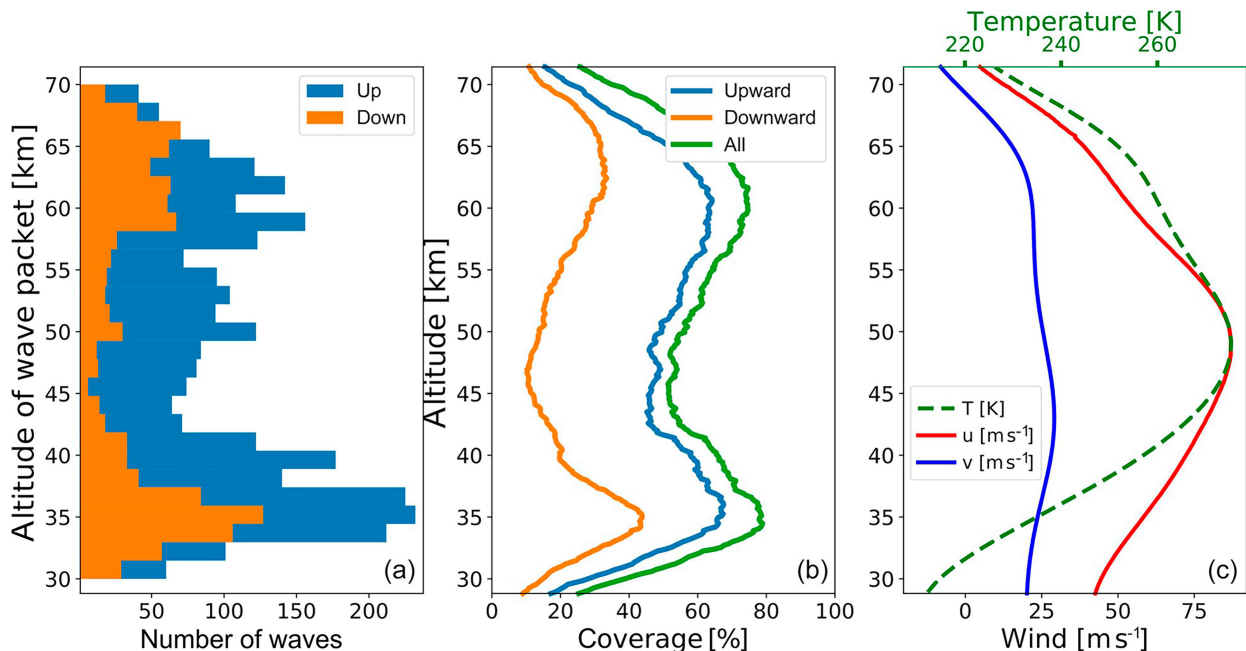 Altitude of wave packet [km]
70
65
60
55
50
45
40
35
30
Up
Down
(a)
50 100 150 200
Number of waves
Altitude [km]
70
65
60
55
50
45
40
35
30
Upward
Downward
All
(b)
0 20 40 60 80 100
Coverage [%]
Temperature [K]
220 240 260
70
65
60
55
50
45
40
35
30
T [K]
u [ms⁻¹]
v [ms⁻¹]
(c)
0 25 50 75
Wind [ms⁻¹]